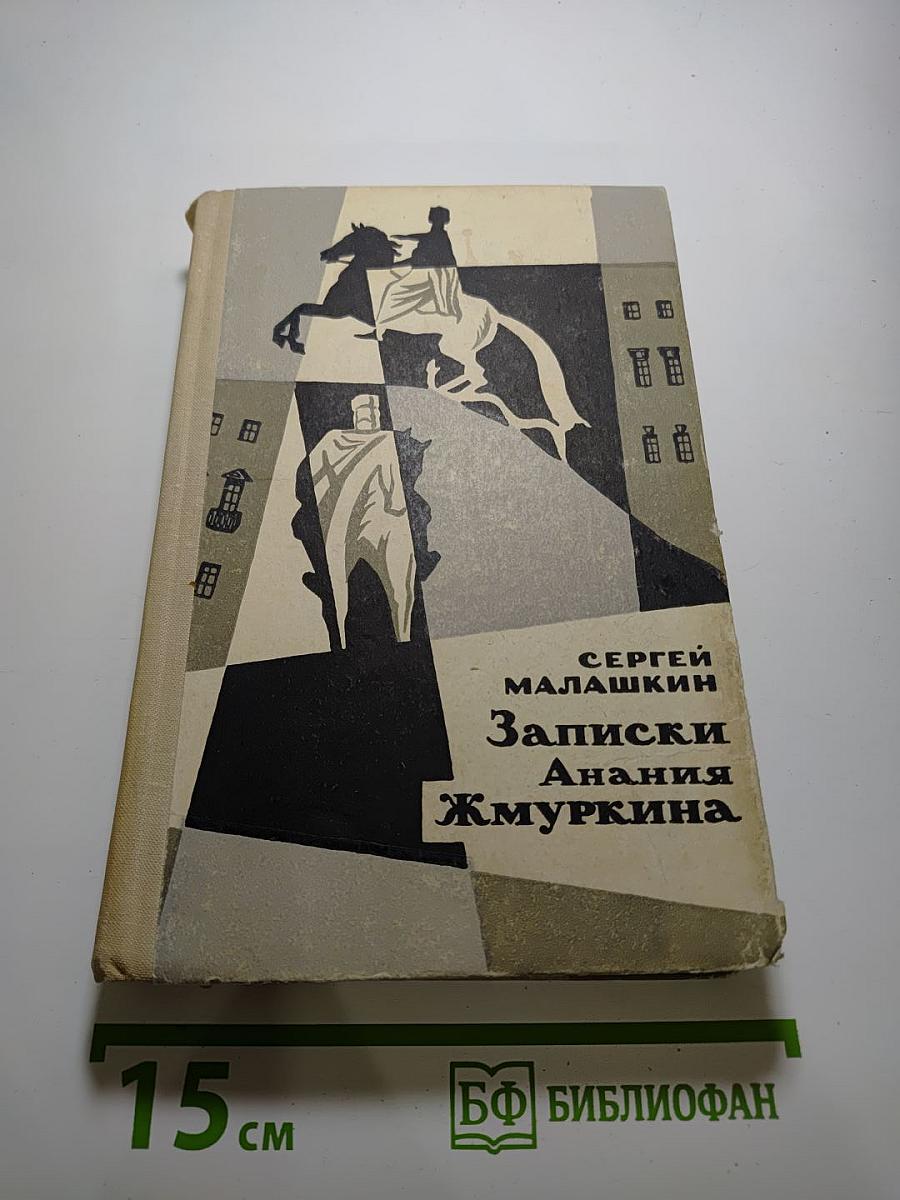 СЕРГЕЙ
МАЛАШКИН
Записки
Анания
Жмуркина
15 см
БФ БИБЛИОФАН